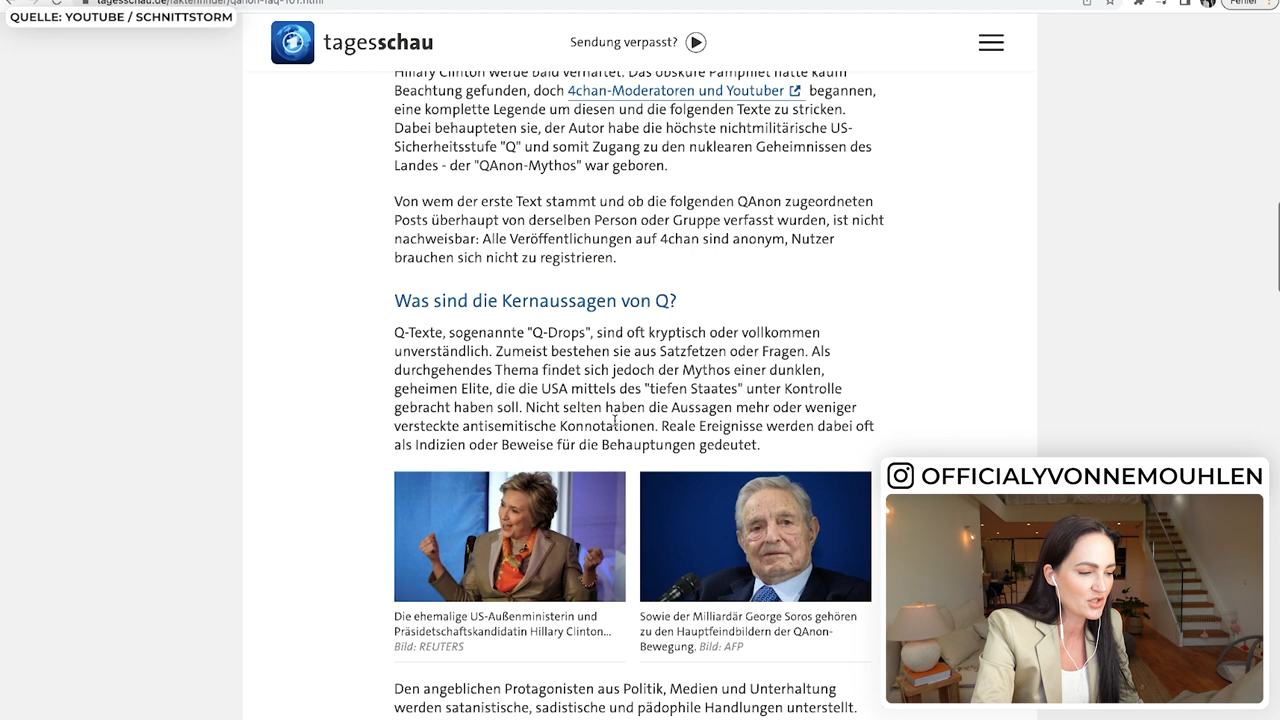 tagesschau.de/faktenfinder/qanon-faq-101.html
QUELLE: YOUTUBE / SCHNITTSTORM
Fehler
tagesschau
Sendung verpasst?
Hillary Clinton werde bald verhaftet. Das obskure Pamphlet hatte kaum
Beachtung gefunden, doch 4chan-Moderatoren und Youtuber begannen,
eine komplette Legende um diesen und die folgenden Texte zu stricken.
Dabei behaupteten sie, der Autor habe die höchste nichtmilitärische US-
Sicherheitsstufe "Q" und somit Zugang zu den nuklearen Geheimnissen des
Landes - der "QAnon-Mythos" war geboren.
Von wem der erste Text stammt und ob die folgenden QAnon zugeordneten
Posts überhaupt von derselben Person oder Gruppe verfasst wurden, ist nicht
nachweisbar: Alle Veröffentlichungen auf 4chan sind anonym, Nutzer
brauchen sich nicht zu registrieren.
Was sind die Kernaussagen von Q?
Q-Texte, sogenannte "Q-Drops", sind oft kryptisch oder vollkommen
unverständlich. Zumeist bestehen sie aus Satzfetzen oder Fragen. Als
durchgehendes Thema findet sich jedoch der Mythos einer dunklen,
geheimen Elite, die die USA mittels des "tiefen Staates" unter Kontrolle
gebracht haben soll. Nicht selten haben die Aussagen mehr oder weniger
versteckte antisemitische Konnotationen. Reale Ereignisse werden dabei oft
als Indizien oder Beweise für die Behauptungen gedeutet.
Die ehemalige US-Außenministerin und
Präsidetschaftskandidatin Hillary Clinton...
Bild: REUTERS
Sowie der Milliardär George Soros gehören
zu den Hauptfeindbildern der QAnon-
Bewegung. Bild: AFP
OFFICIALYVONNEMOUHLEN
Den angeblichen Protagonisten aus Politik, Medien und Unterhaltung
werden satanistische, sadistische und pädophile Handlungen unterstellt.